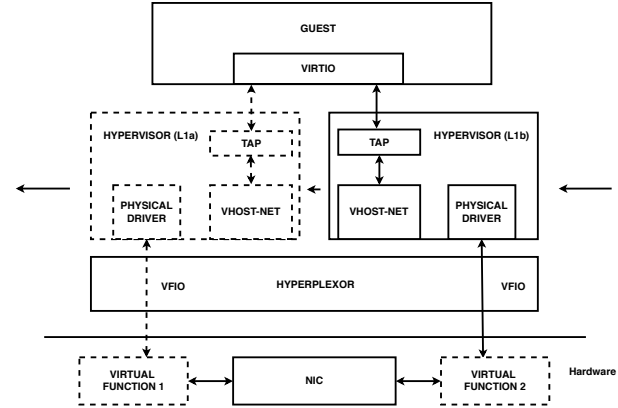 GUEST
VIRTIO
HYPERVISOR (L1a)
HYPERVISOR (L1b)
TAP
TAP
PHYSICAL
DRIVER
VHOST-NET
VHOST-NET
PHYSICAL
DRIVER
VFIO
HYPERPLEXOR
VFIO
Hardware
VIRTUAL
FUNCTION 1
NIC
VIRTUAL
FUNCTION 2